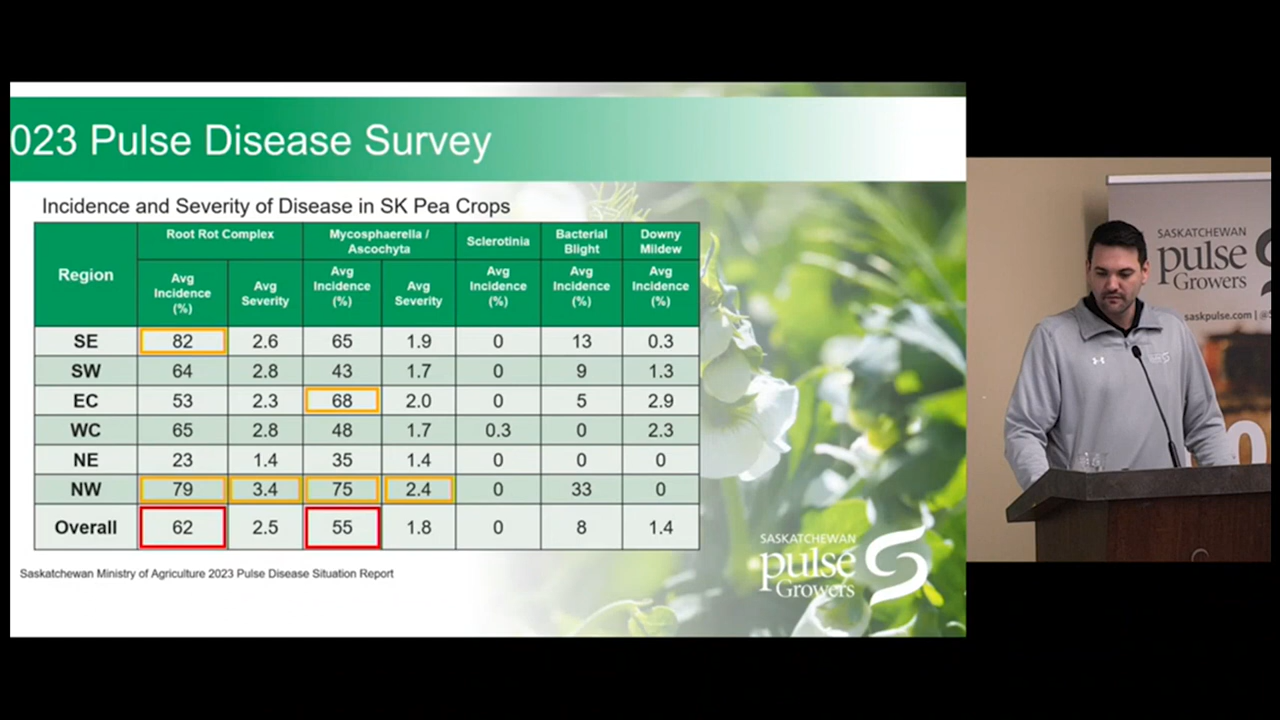 023 Pulse Disease Survey
Incidence and Severity of Disease in SK Pea Crops
Region Root Rot Complex Mycosphaerella / Ascochyta Sclerotinia Bacterial Blight Downy Mildew
Avg Incidence (%) Avg Severity Avg Incidence (%) Avg Severity Avg Incidence (%) Avg Incidence (%) Avg Incidence (%)
SE 82 2.6 65 1.9 0 13 0.3
SW 64 2.8 43 1.7 0 9 1.3
EC 53 2.3 68 2.0 0 5 2.9
WC 65 2.8 48 1.7 0.3 0 2.3
NE 23 1.4 35 1.4 0 0 0
NW 79 3.4 75 2.4 0 33 0
Overall 62 2.5 55 1.8 0 8 1.4
Saskatchewan Ministry of Agriculture 2023 Pulse Disease Situation Report
SASKATCHEWAN
pulse
Growers
SASKATCHEWAN
pulse
Growers
saskpulse.com |